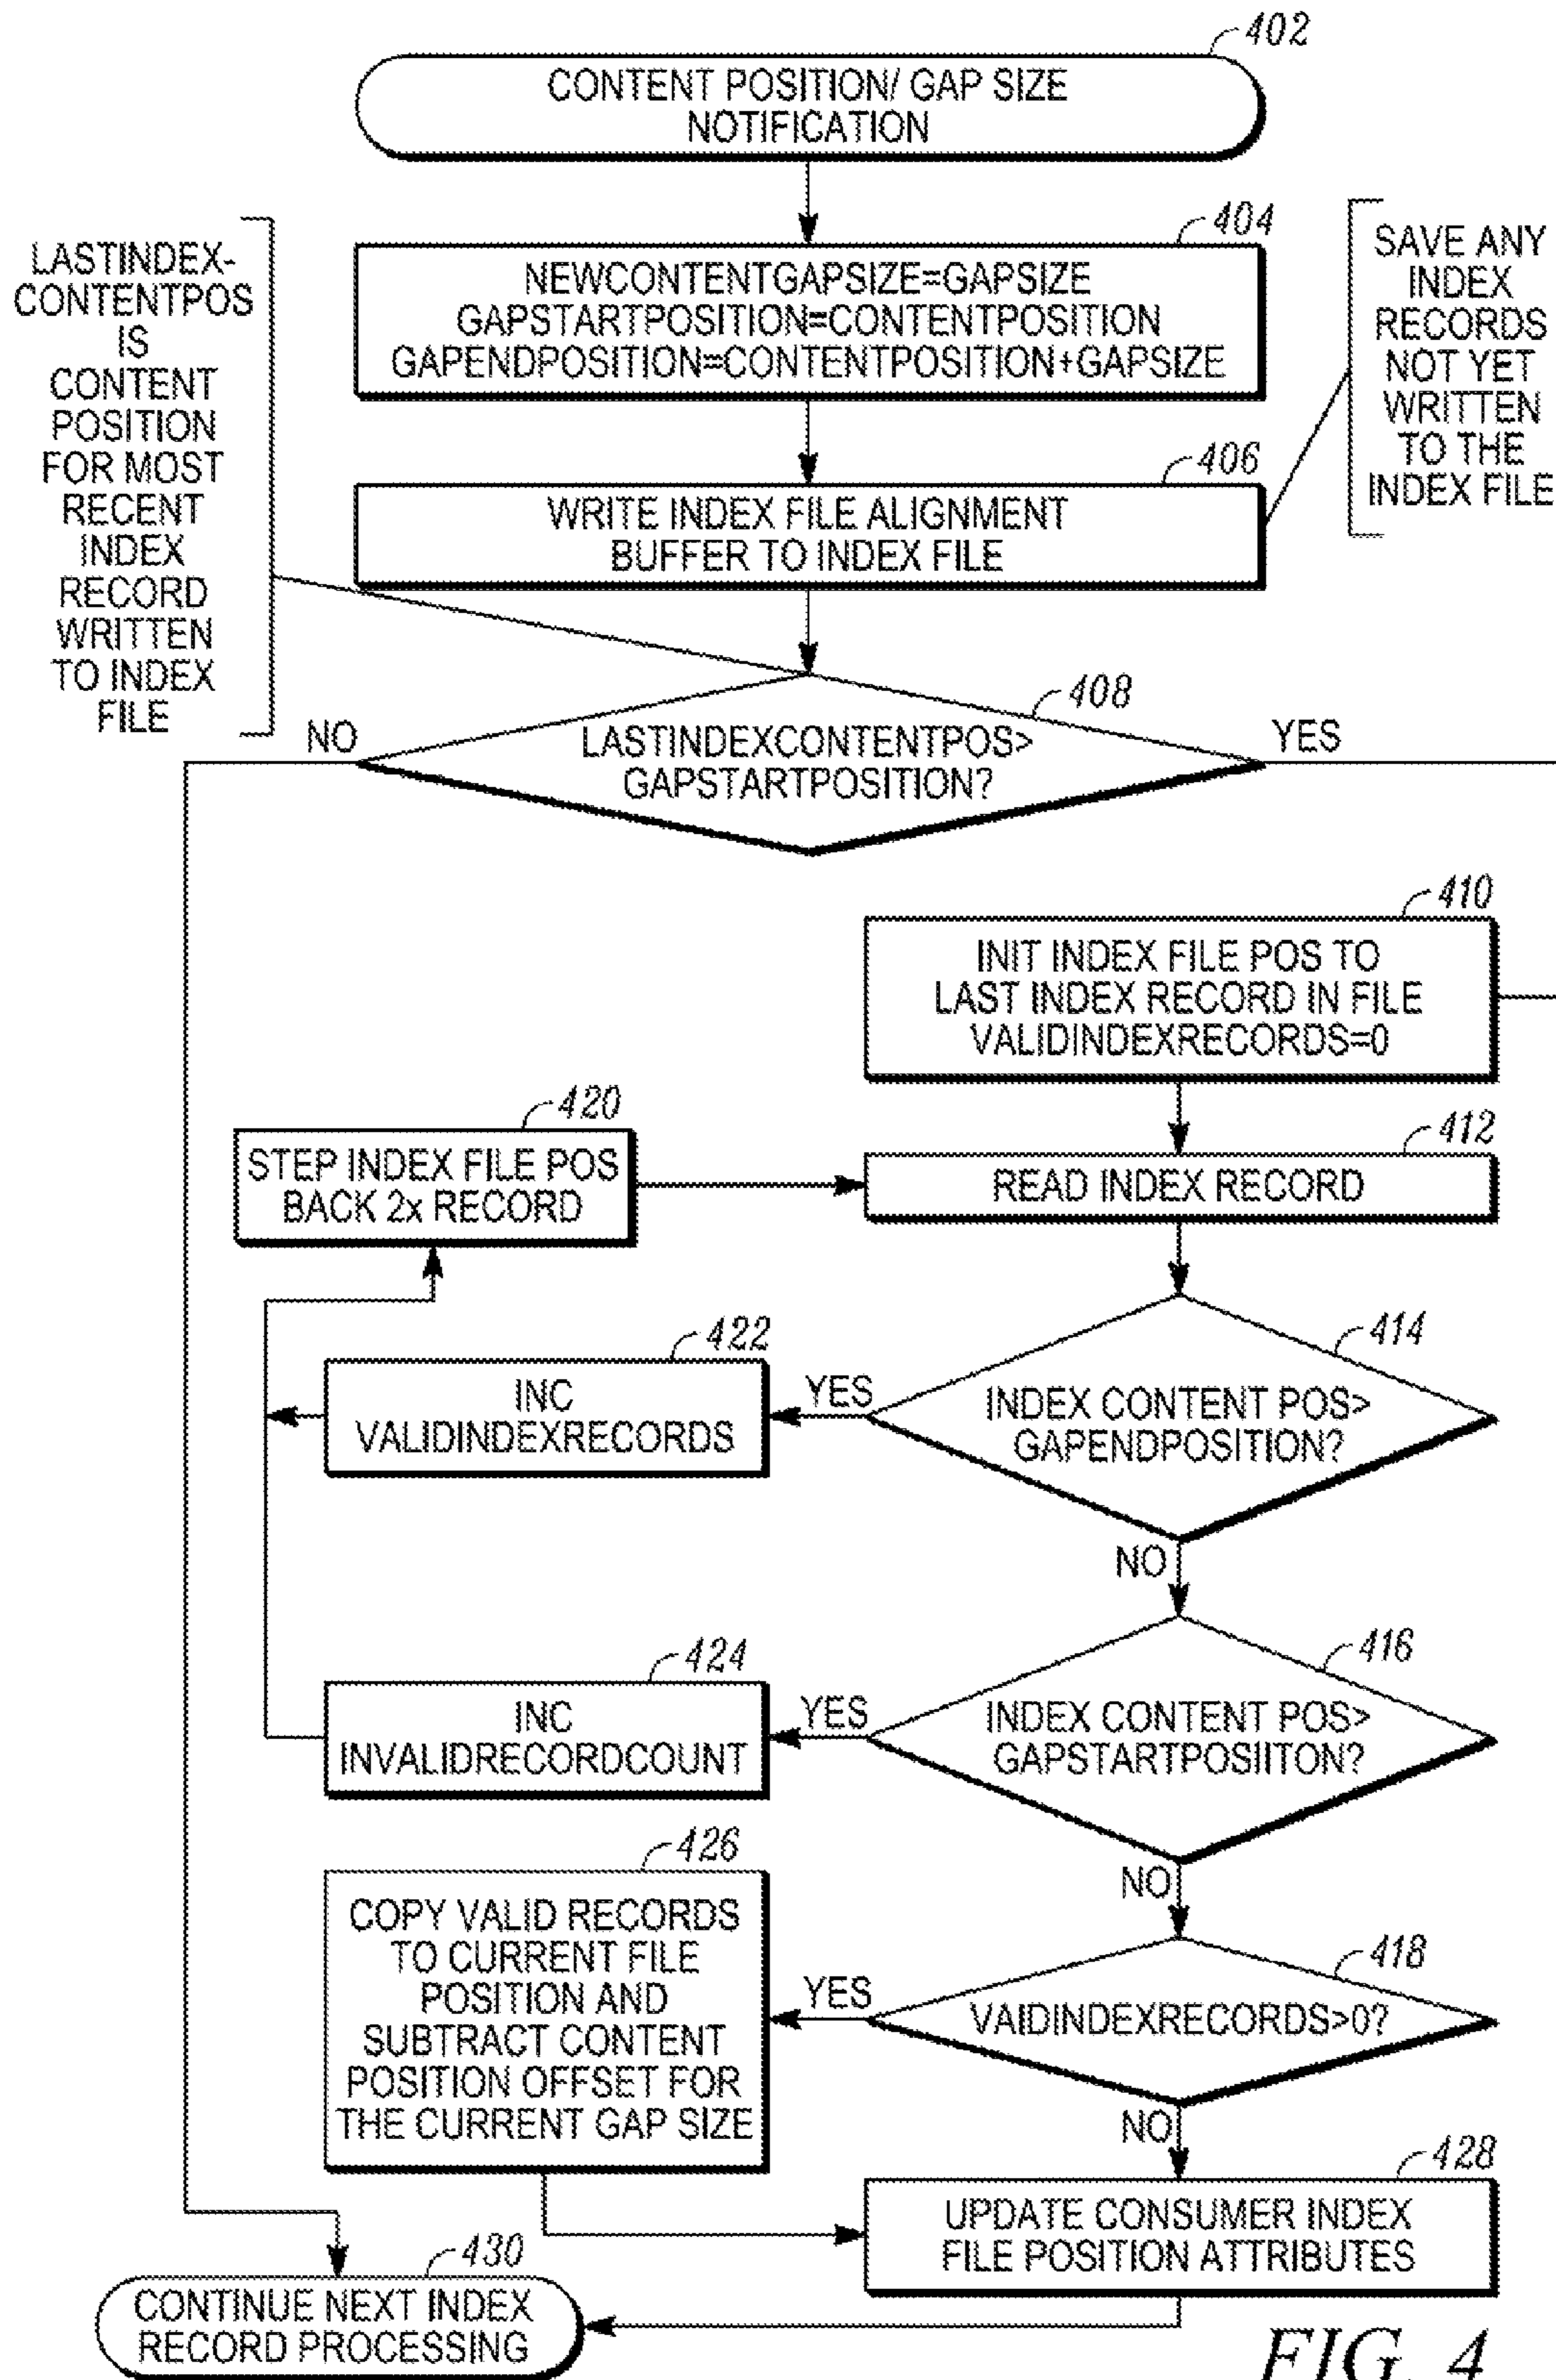 402
CONTENT POSITION/ GAP SIZE
NOTIFICATION
404
NEWCONTENTGAPSIZE=GAPSIZE
GAPSTARTPOSITION=CONTENTPOSITION
GAPENDPOSITION=CONTENTPOSITION+GAPSIZE
SAVE ANY
INDEX
RECORDS
NOT YET
WRITTEN
TO THE
INDEX FILE
LASTINDEX-
CONTENTPOS
IS
CONTENT
POSITION
FOR MOST
RECENT
INDEX
RECORD
WRITTEN
TO INDEX
FILE
406
WRITE INDEX FILE ALIGNMENT
BUFFER TO INDEX FILE
408
NO
LASTINDEXCONTENTPOS>
GAPSTARTPOSITION?
YES
410
INIT INDEX FILE POS TO
LAST INDEX RECORD IN FILE
VALIDINDEXRECORDS=0
420
STEP INDEX FILE POS
BACK 2x RECORD
412
READ INDEX RECORD
414
INDEX CONTENT POS>
GAPENDPOSITION?
YES
422
INC
VALIDINDEXRECORDS
NO
416
INDEX CONTENT POS>
GAPSTARTPOSIITON?
YES
424
INC
INVALIDRECORDCOUNT
NO
418
VAIDINDEXRECORDS>0?
YES
426
COPY VALID RECORDS
TO CURRENT FILE
POSITION AND
SUBTRACT CONTENT
POSITION OFFSET FOR
THE CURRENT GAP SIZE
NO
428
UPDATE CONSUMER INDEX
FILE POSITION ATTRIBUTES
430
CONTINUE NEXT INDEX
RECORD PROCESSING
FIG. 4